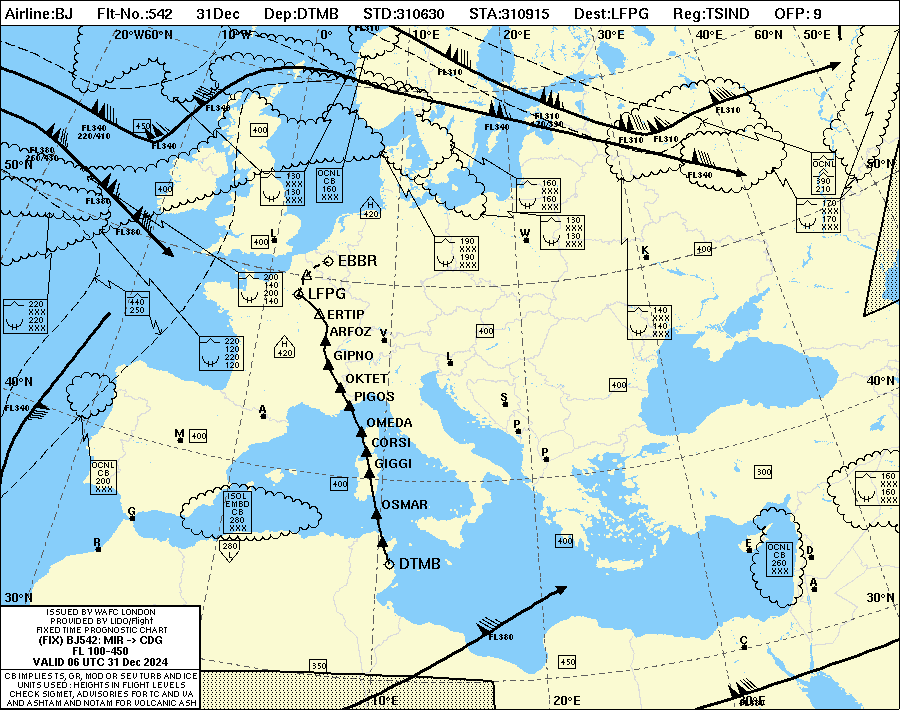 Airline:BJ Flt-No.:542 31Dec Dep:DTMB STD:310630 STA:310915 Dest:LFPG Reg:TSIND OFP: 9
20°W60°N 10°W 0° 10°E 20°E 30°E 40°E 60°N 50°E
FL310
FL310
FL340
FL310
FL340
220/410
450
FL340
400
FL340
FL310
FL310
FL380
50°N
400
130
XXX
130
XXX
OCNL
CB
160
XXX
H
420
160
XXX
160
XXX
FL340
OCNL
390
210
50°N
170
XXX
170
XXX
FL380
400
L
190
XXX
190
XXX
W
130
XXX
130
XXX
K
400
EBBR
200
140
200
140
LFPG
440
250
220
XXX
220
XXX
ERTIP
ARFOZ
V
400
140
XXX
140
XXX
220
120
220
120
H
420
GIPNO
L
40°N
OKTET
400
40°N
PIGOS
S
FL340
A
OMEDA
P
M
400
CORSI
P
GIGGI
OCNL
CB
200
XXX
400
300
160
XXX
160
XXX
ISOL
EMBD
CB
280
XXX
OSMAR
G
R
280
400
E
OCNL
CB
260
XXX
D
DTMB
A
30°N
30°N
FL380
C
ISSUED BY WAFC LONDON
PROVIDED BY LIDO/Flight
FIXED TIME PROGNOSTIC CHART
(FIX) BJ542: MIR -> CDG
FL 100-450
VALID 06 UTC 31 Dec 2024
CB IMPLIES TS, GR, MOD OR SEV TURB AND ICE
UNITS USED: HEIGHTS IN FLIGHT LEVELS
CHECK SIGMET, ADVISORIES FOR TC AND VA
AND ASHTAM AND NOTAM FOR VOLCANIC ASH
350
450
10°E
20°E
30°E